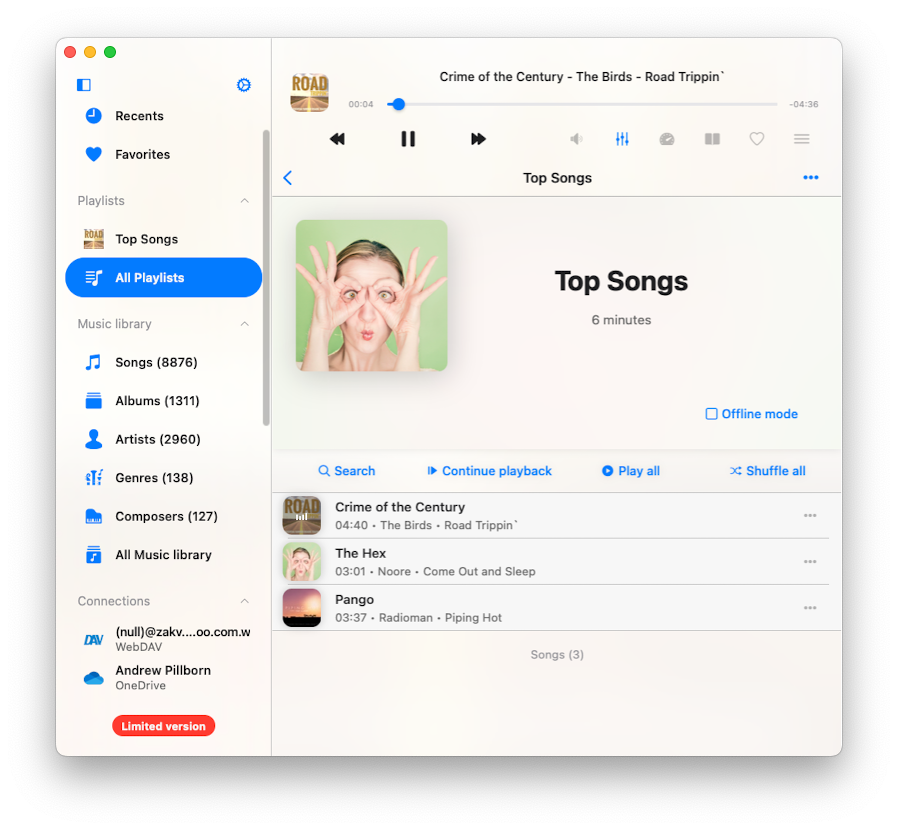 Recents
Favorites
Playlists
ROAD
Top Songs
All Playlists
Music library
Songs (8876)
Albums (1311)
Artists (2960)
Genres (138)
Composers (127)
All Music library
Connections
DAV
(null)@zakv....oo.com.w
WebDAV
Andrew Pillborn
OneDrive
Limited version
ROAD
Crime of the Century - The Birds - Road Trippin`
00:04
-04:36
Top Songs
Top Songs
6 minutes
Offline mode
Search
Continue playback
Play all
Shuffle all
ROAD
Crime of the Century
04:40 • The Birds • Road Trippin`
The Hex
03:01 • Noore • Come Out and Sleep
Pango
03:37 • Radioman • Piping Hot
Songs (3)